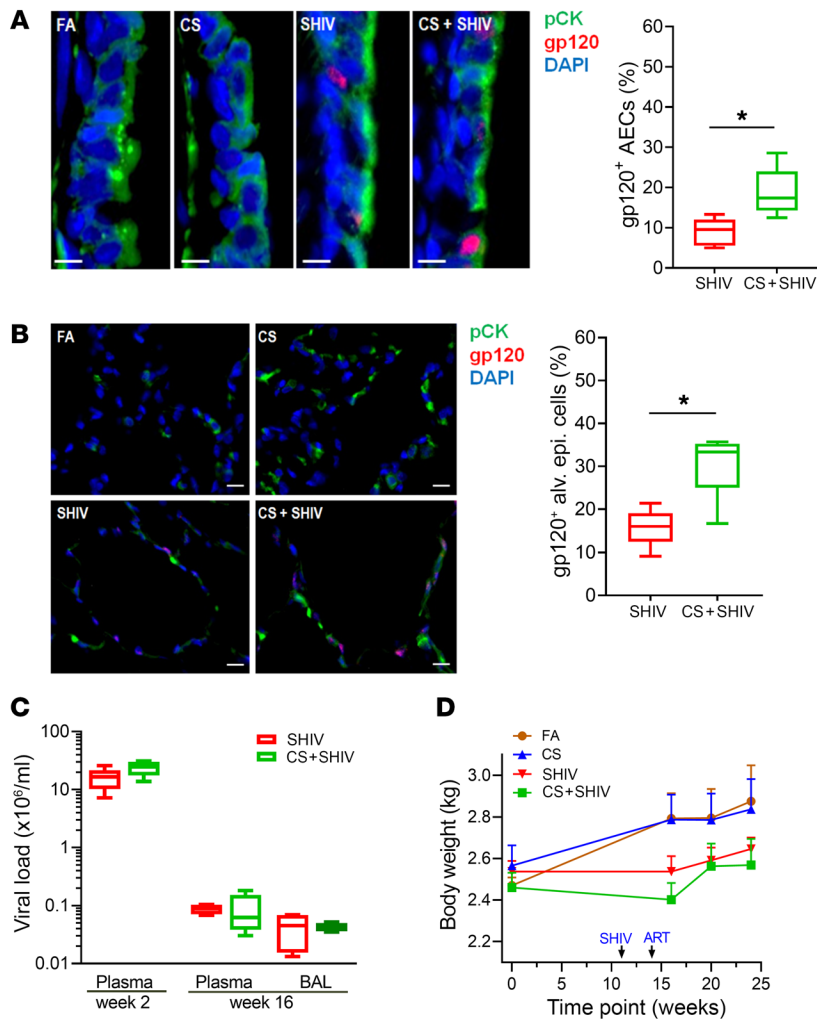 A
FA
CS
SHIV
CS + SHIV
pCK
gp120
DAPI
gp120+ AECs (%)
60
50
40
30
20
10
0
*
SHIV
CS+SHIV
B
FA
CS
SHIV
CS + SHIV
pCK
gp120
DAPI
gp120+ alv. epi. cells (%)
60
50
40
30
20
10
0
*
SHIV
CS+SHIV
C
SHIV
CS+SHIV
Viral load (x10⁶/ml)
100
10
1
0.1
0.01
Plasma
Plasma
BAL
week 2
week 16
D
FA
CS
SHIV
CS+SHIV
Body weight (kg)
3.0
2.8
2.6
2.4
2.2
SHIV
ART
0
5
10
15
20
25
Time point (weeks)